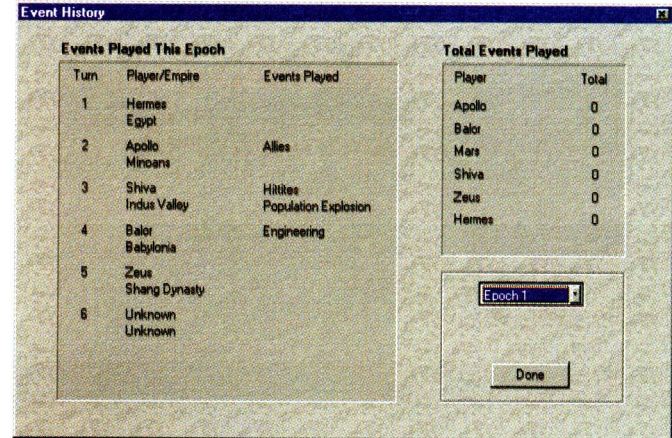 Event History
Events Played This Epoch
Turn Player/Empire Events Played
1 Hermes
Egypt
2 Apollo Allies
Minoans
3 Shiva Hittites
Indus Valley Population Explosion
4 Balor Engineering
Babylonia
5 Zeus
Shang Dynasty
6 Unknown
Unknown
Total Events Played
Player Total
Apollo 0
Balor 0
Mars 0
Shiva 0
Zeus 0
Hermes 0
Epoch 1
Done